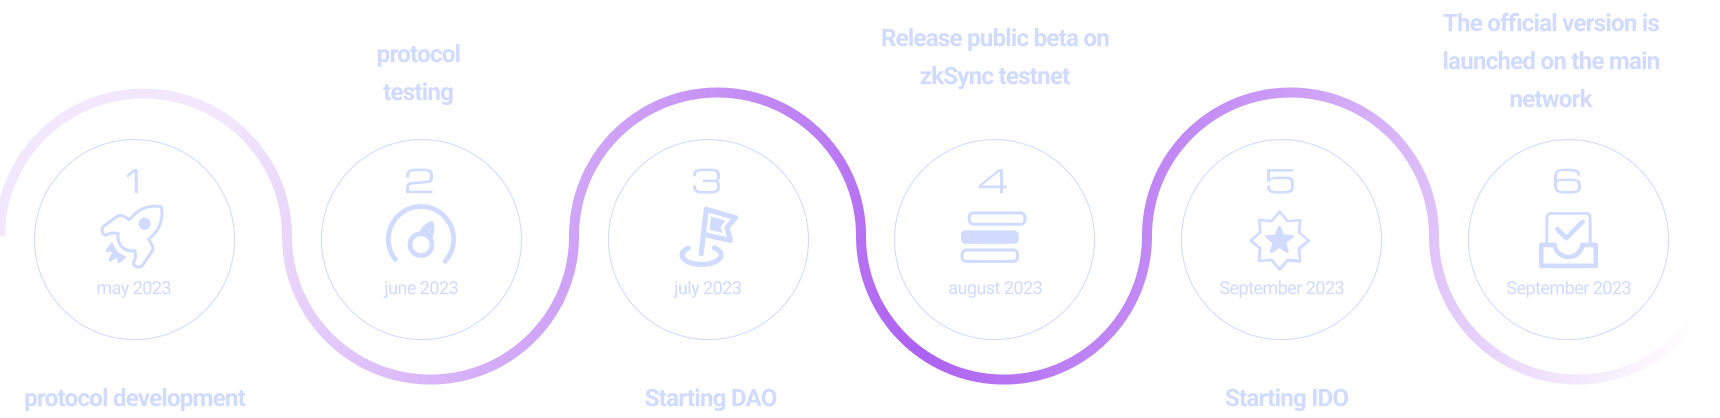 1
may 2023
protocol development
protocol
testing
2
june 2023
3
july 2023
Starting DAO
Release public beta on
zkSync testnet
4
august 2023
5
September 2023
Starting IDO
The official version is
launched on the main
network
6
September 2023